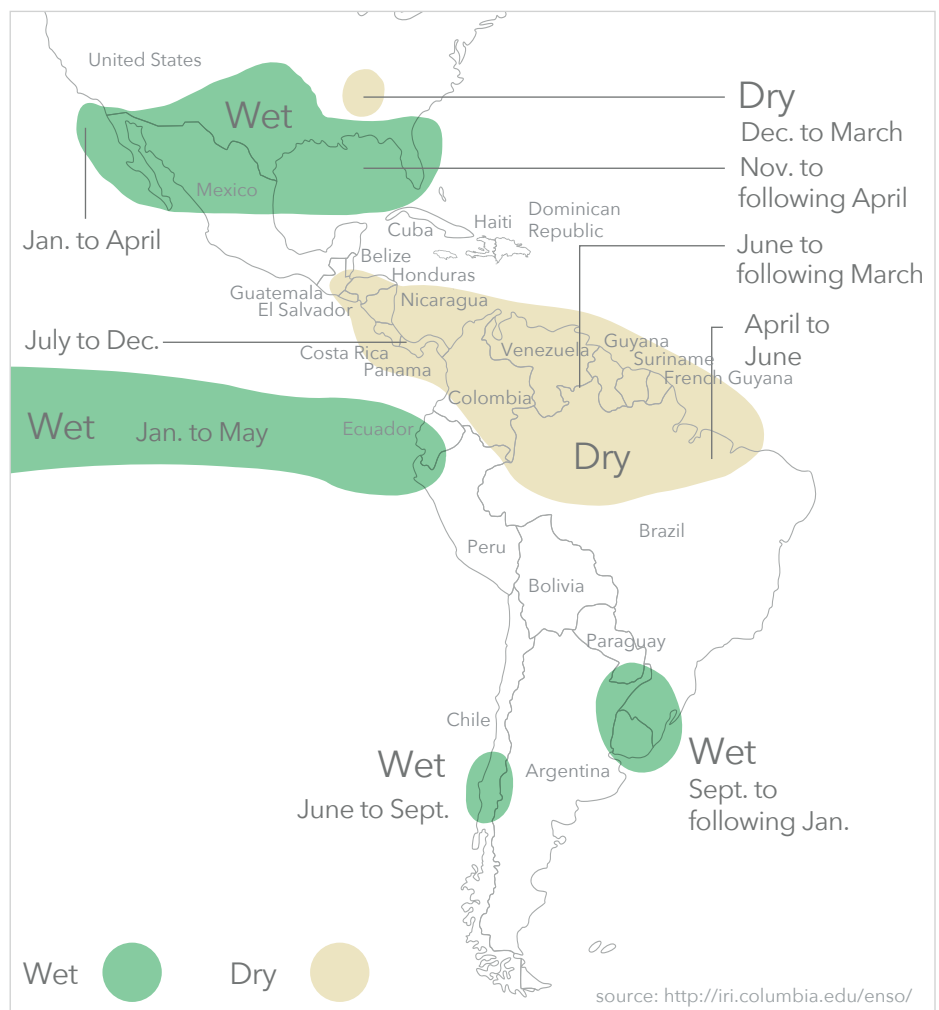 United States
Wet
Dry
Dec. to March
Nov. to
following April
Mexico
Jan. to April
Cuba
Haiti
Dominican
Republic
June to
following March
Belize
Honduras
Guatemala
El Salvador
Nicaragua
April to
June
July to Dec.
Costa Rica
Panama
Venezuela
Guyana
Suriname
French Guyana
Colombia
Wet
Jan. to May
Ecuador
Dry
Brazil
Peru
Bolivia
Paraguay
Chile
Wet
June to Sept.
Argentina
Wet
Sept. to
following Jan.
Wet
Dry
source: http://iri.columbia.edu/enso/